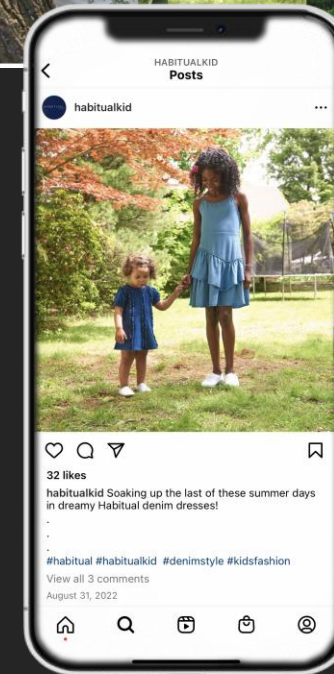 HABITUALKID
Posts
habitualkid
32 likes
habitualkid Soaking up the last of these summer days
in dreamy Habitual denim dresses!
.
.
.
#habitual #habitualkid #denimstyle #kidsfashion
View all 3 comments
August 31, 2022